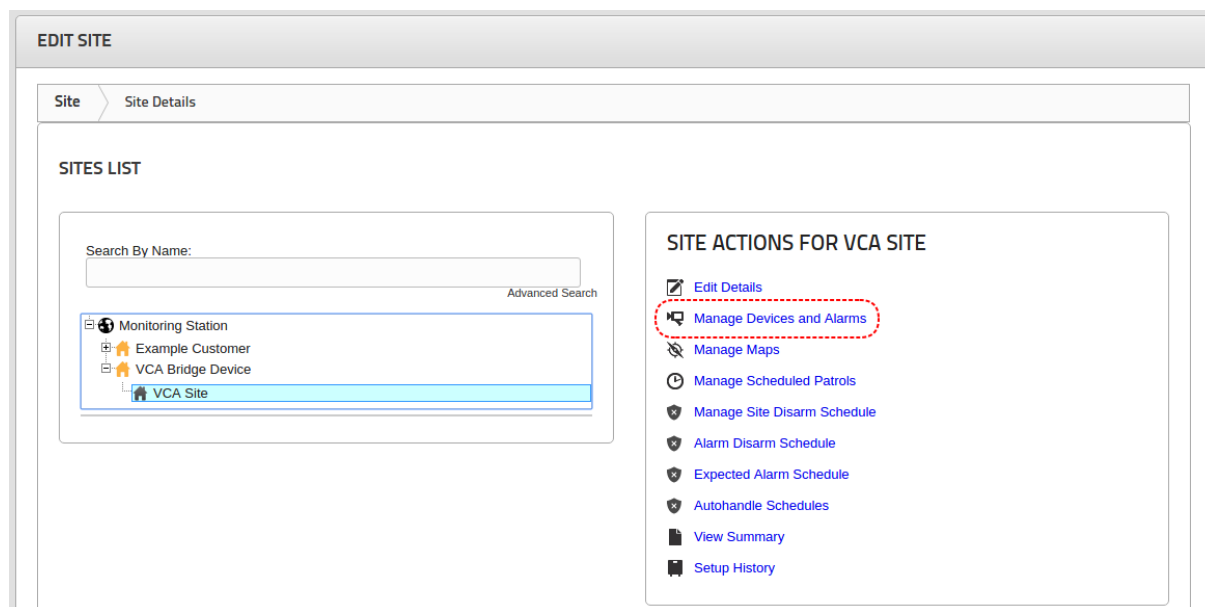 EDIT SITE
Site
Site Details
SITES LIST
Search By Name:
Advanced Search
Monitoring Station
Example Customer
VCA Bridge Device
VCA Site
SITE ACTIONS FOR VCA SITE
Edit Details
Manage Devices and Alarms
Manage Maps
Manage Scheduled Patrols
Manage Site Disarm Schedule
Alarm Disarm Schedule
Expected Alarm Schedule
Autohandle Schedules
View Summary
Setup History